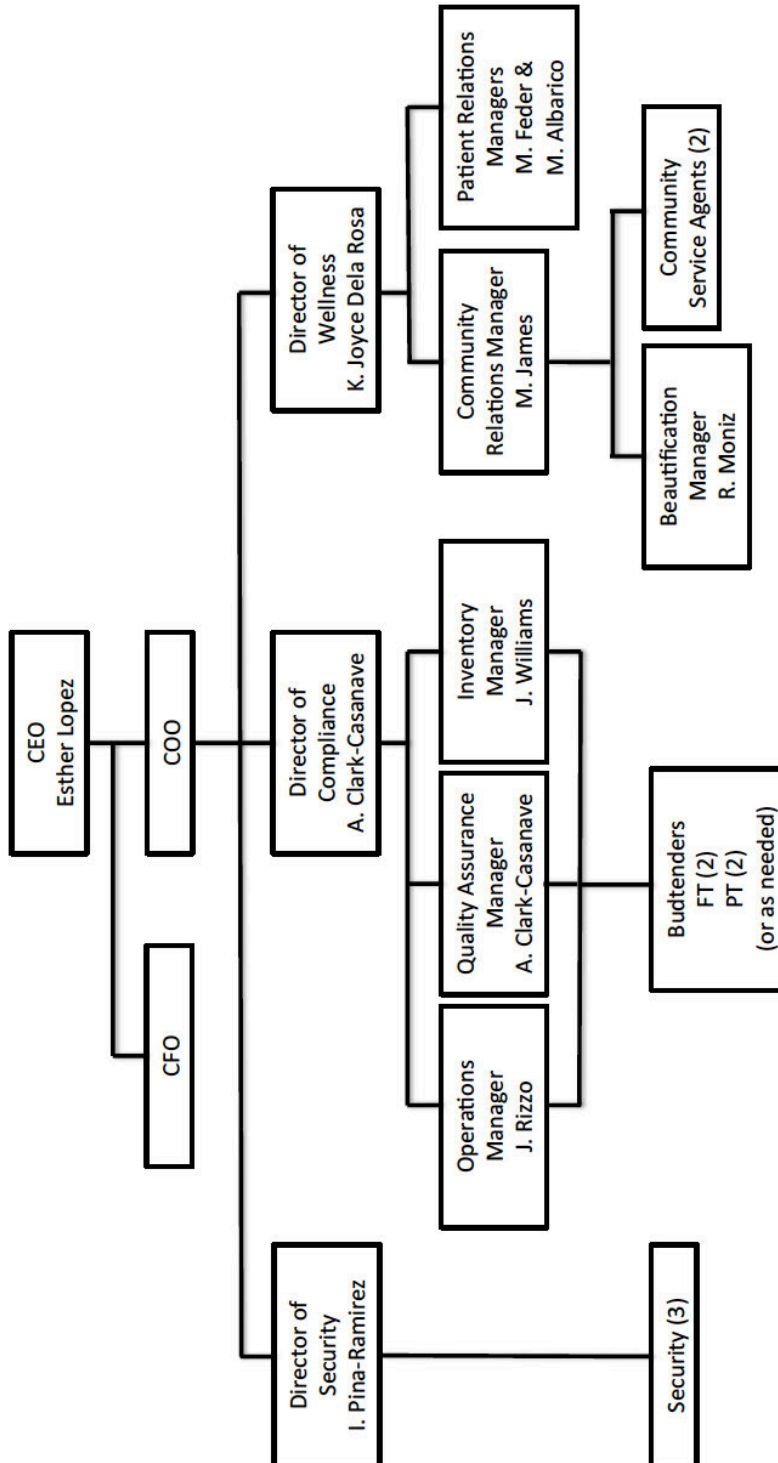 CEO
Esther Lopez
CFO
COO
Director of
Security
I. Pina-Ramirez
Director of
Compliance
A. Clark-Casanave
Director of
Wellness
K. Joyce Dela Rosa
Operations
Manager
J. Rizzo
Quality Assurance
Manager
A. Clark-Casanave
Inventory
Manager
J. Williams
Community
Relations Manager
M. James
Patient Relations
Managers
M. Feder &
M. Albarico
Security (3)
Budtenders
FT (2)
PT (2)
(or as needed)
Beautification
Manager
R. Moniz
Community
Service Agents (2)